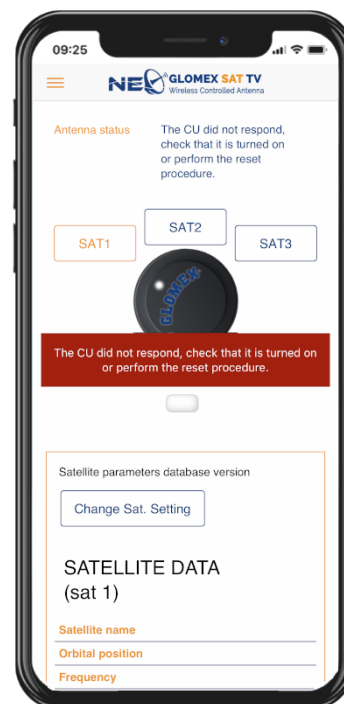 09:25
NE GLOMEX SAT TV
Wireless Controlled Antenna
Antenna status
The CU did not respond,
check that it is turned on
or perform the reset
procedure.
SAT1
SAT2
SAT3
GLOMEX
The CU did not respond, check that it is turned on
or perform the reset procedure.
Satellite parameters database version
Change Sat. Setting
SATELLITE DATA
(sat 1)
Satellite name
Orbital position
Frequency